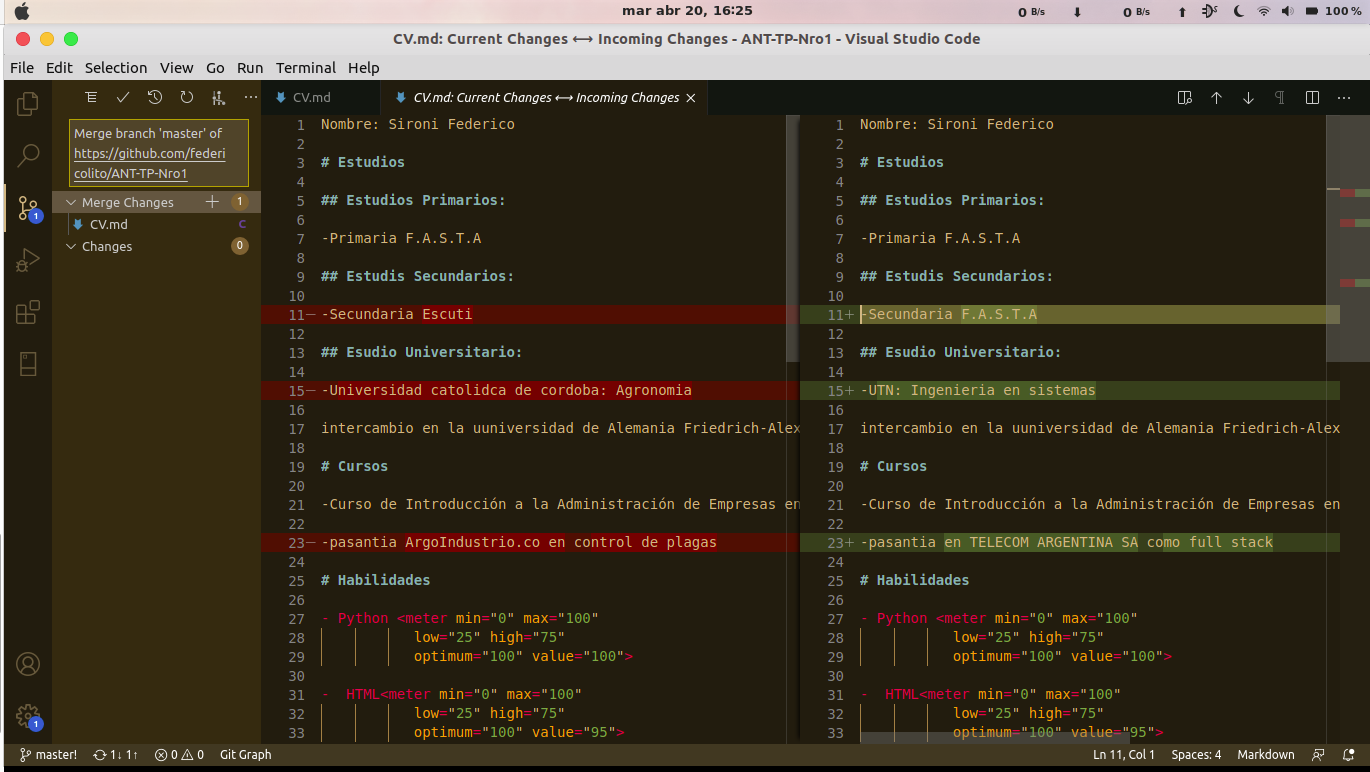 mar abr 20, 16:25
0 B/s
0 B/s
100 %
CV.md: Current Changes ⟷ Incoming Changes - ANT-TP-Nro1 - Visual Studio Code
File Edit Selection View Go Run Terminal Help
CV.md
CV.md: Current Changes ⟷ Incoming Changes
Merge branch 'master' of
https://github.com/federi
colito/ANT-TP-Nro1
Merge Changes 1
CV.md C
Changes 0
1
1
1 Nombre: Sironi Federico
2
3 # Estudios
4
5 ## Estudios Primarios:
6
7 -Primaria F.A.S.T.A
8
9 ## Estudis Secundarios:
10
11— -Secundaria Escuti
12
13 ## Esudio Universitario:
14
15— -Universidad catolidca de cordoba: Agronomia
16
17 intercambio en la uuniversidad de Alemania Friedrich-Alex
18
19 # Cursos
20
21 -Curso de Introducción a la Administración de Empresas en
22
23— -pasantia ArgoIndustrio.co en control de plagas
24
25 # Habilidades
26
27 - Python <meter min="0" max="100"
28 low="25" high="75"
29 optimum="100" value="100">
30
31 -  HTML<meter min="0" max="100"
32 low="25" high="75"
33 optimum="100" value="95">
1 Nombre: Sironi Federico
2
3 # Estudios
4
5 ## Estudios Primarios:
6
7 -Primaria F.A.S.T.A
8
9 ## Estudis Secundarios:
10
11+ -Secundaria F.A.S.T.A
12
13 ## Esudio Universitario:
14
15+ -UTN: Ingenieria en sistemas
16
17 intercambio en la uuniversidad de Alemania Friedrich-Alex
18
19 # Cursos
20
21 -Curso de Introducción a la Administración de Empresas en
22
23+ -pasantia en TELECOM ARGENTINA SA como full stack
24
25 # Habilidades
26
27 - Python <meter min="0" max="100"
28 low="25" high="75"
29 optimum="100" value="100">
30
31 -  HTML<meter min="0" max="100"
32 low="25" high="75"
33 optimum="100" value="95">
master! 1↓ 1↑ 0 0 Git Graph
Ln 11, Col 1 Spaces: 4 Markdown